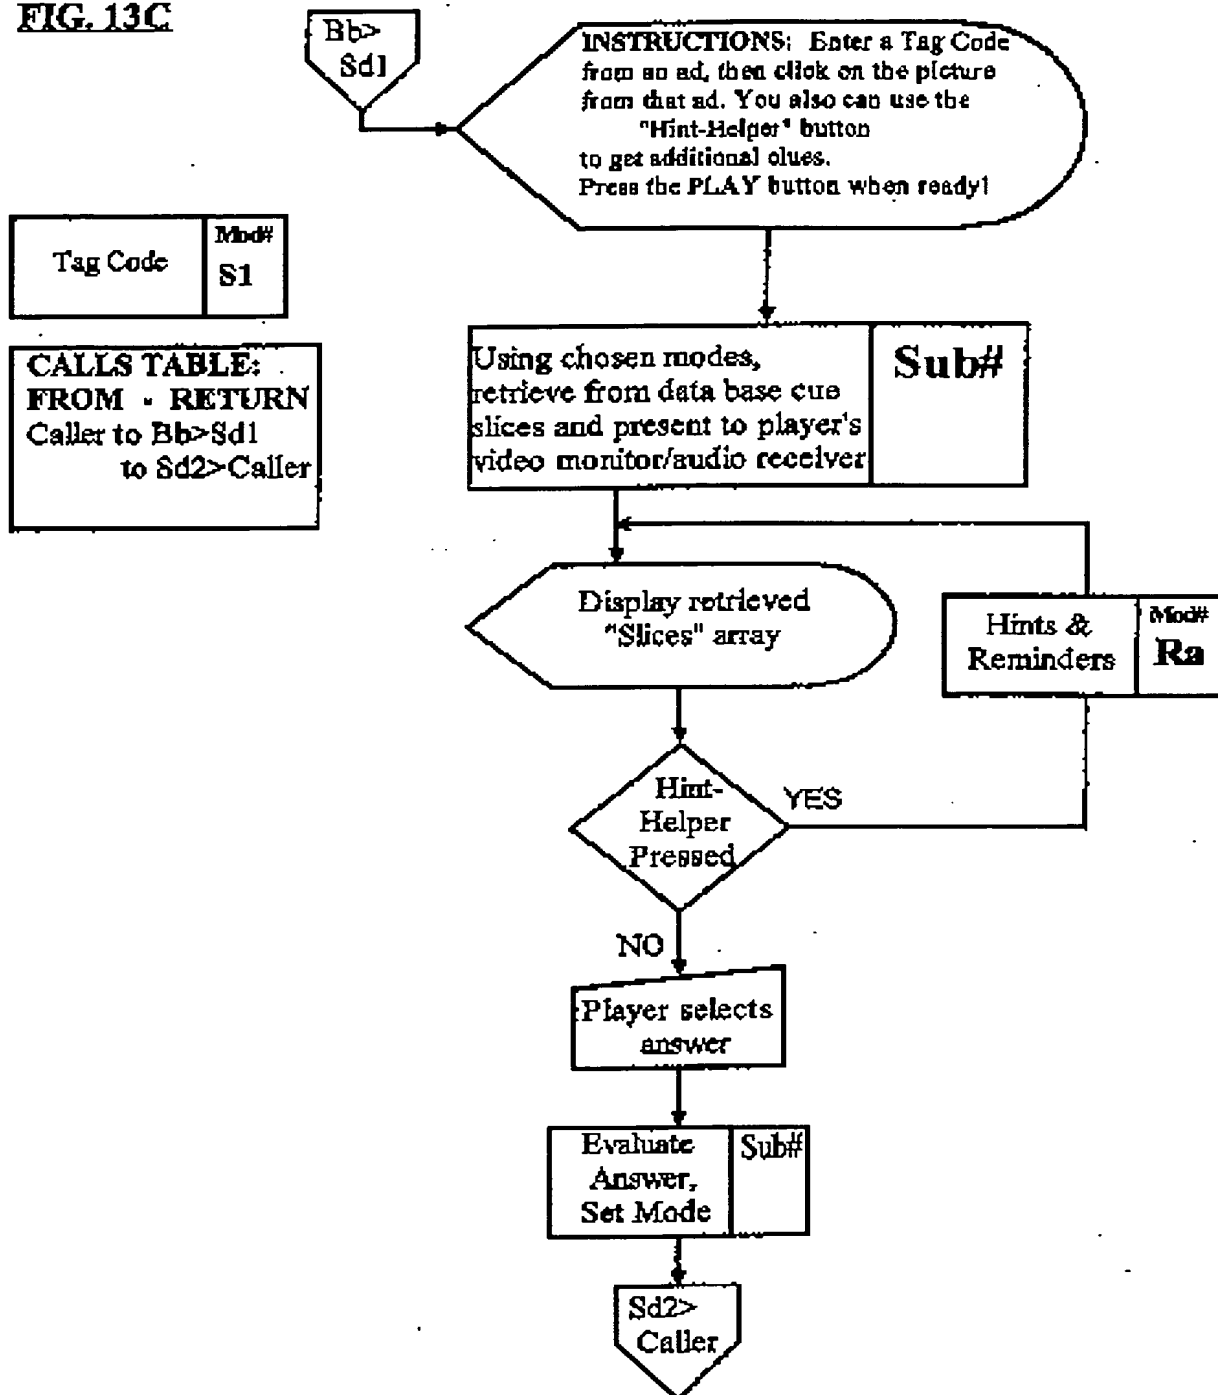 FIG. 13C
Bb>
Sd1
INSTRUCTIONS: Enter a Tag Code
from an ad, then click on the picture
from that ad. You also can use the
"Hint-Helper" button
to get additional clues.
Press the PLAY button when ready!
Tag Code
Mod#
S1
CALLS TABLE:
FROM - RETURN
Caller to Bb>Sd1
to Sd2>Caller
Using chosen modes,
retrieve from data base cue
slices and present to player's
video monitor/audio receiver
Sub#
Display retrieved
"Slices" array
Hints &
Reminders
Mod#
Ra
Hint-
Helper
Pressed
YES
NO
Player selects
answer
Evaluate
Answer,
Set Mode
Sub#
Sd2>
Caller